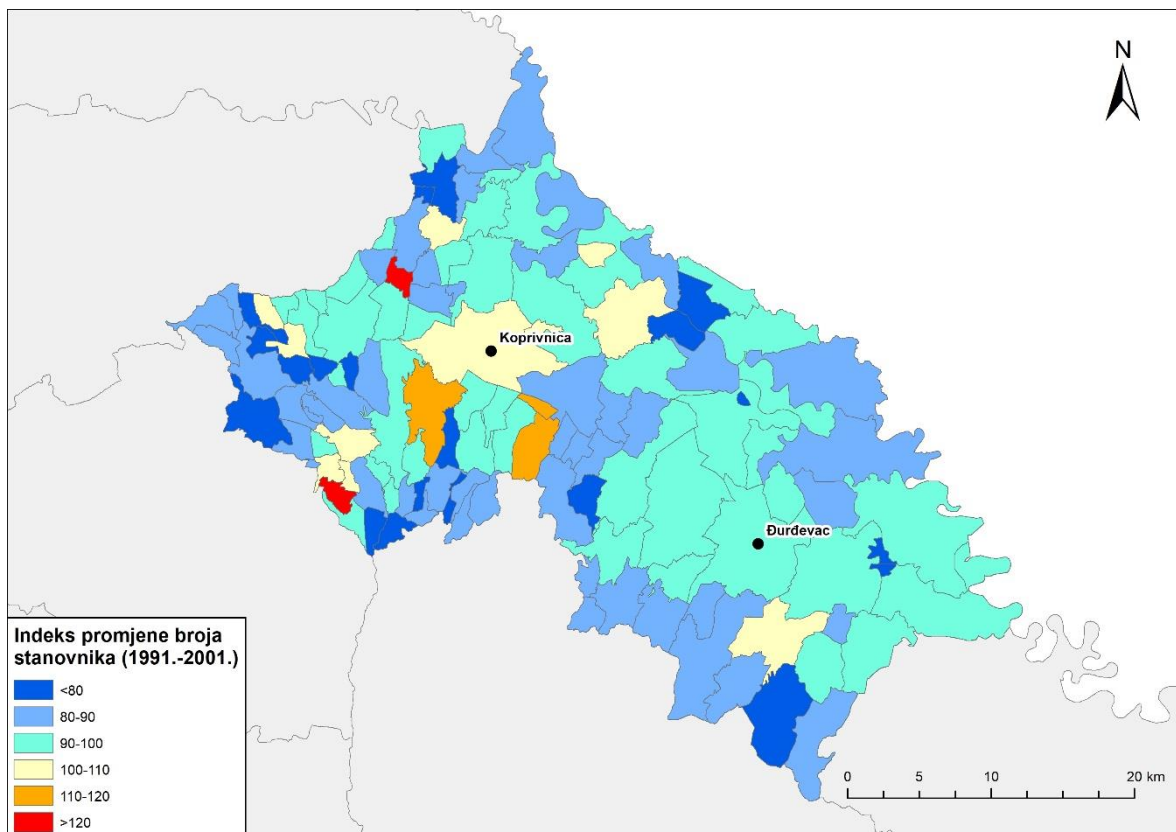 N
Koprivnica
Đurđevac
Indeks promjene broja
stanovnika (1991.-2001.)
<80
80-90
90-100
100-110
110-120
>120
0 5 10 20 km